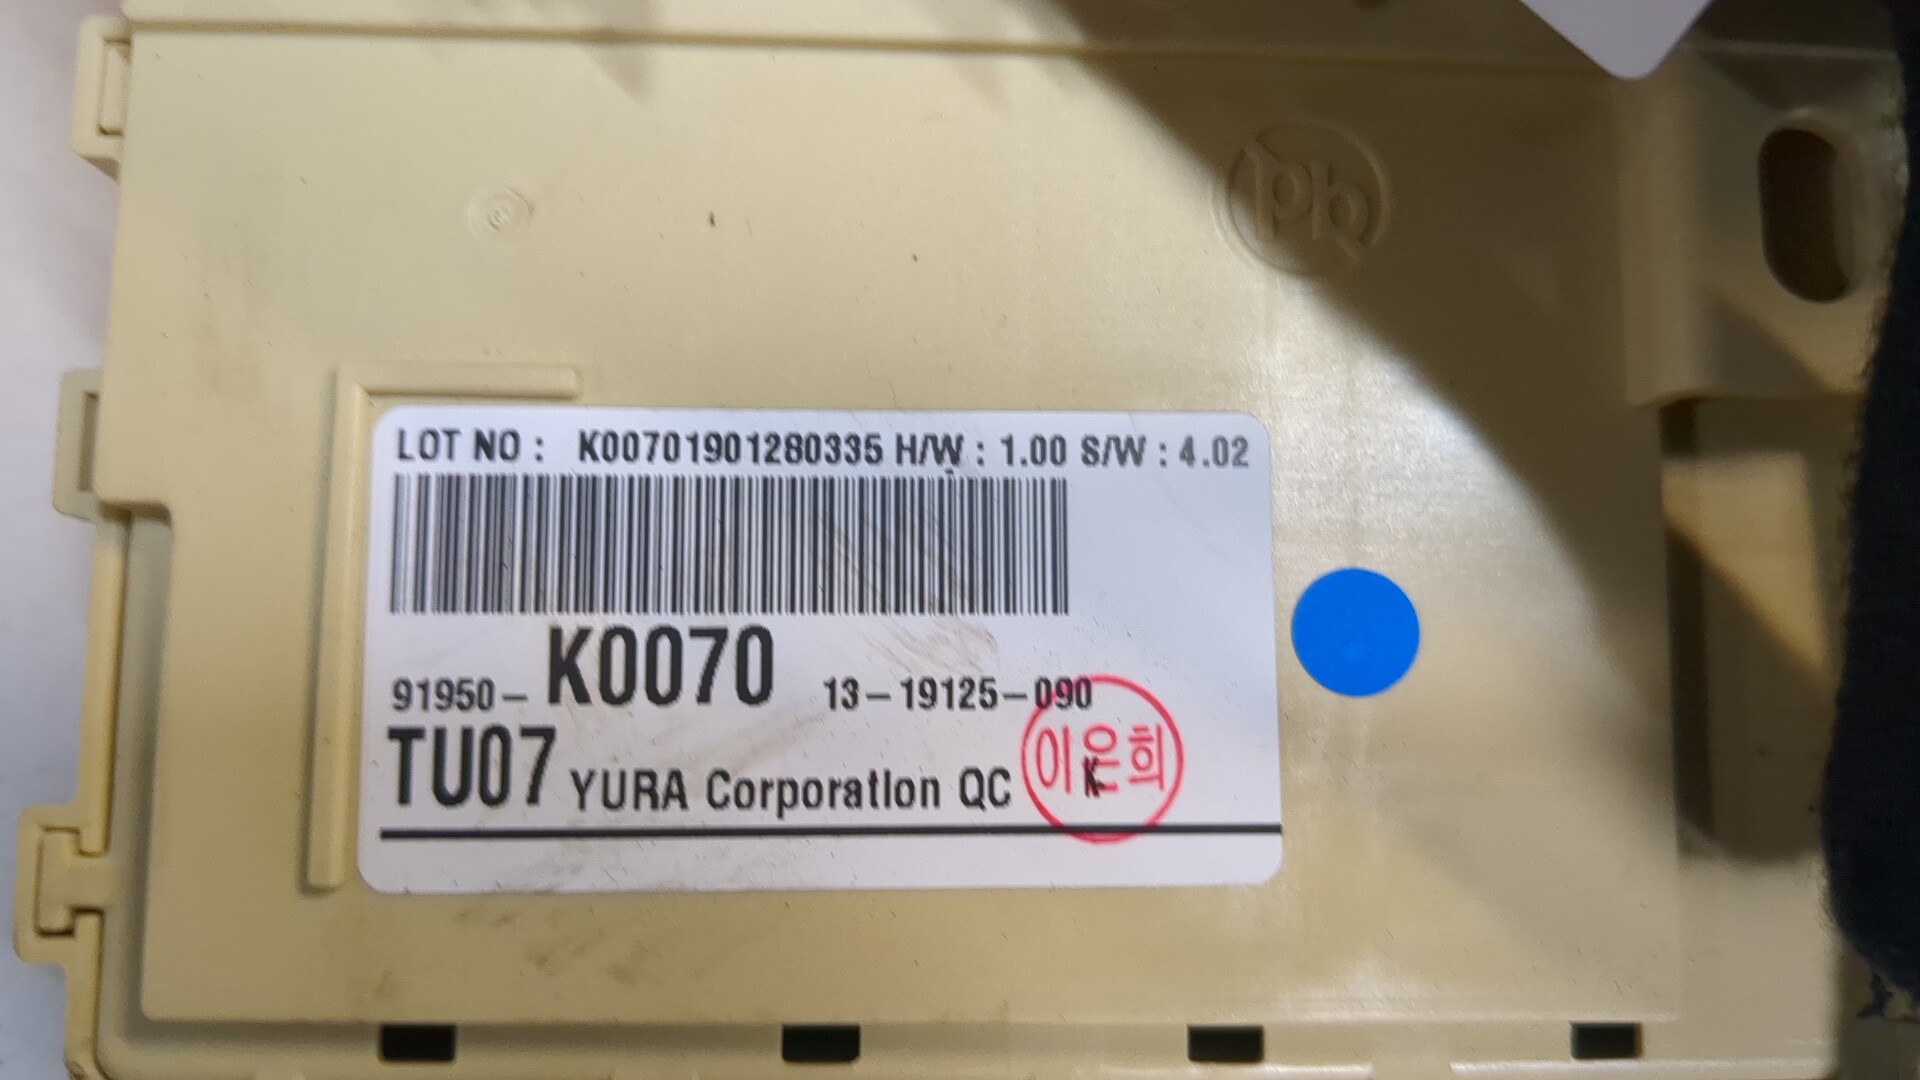 LOT NO : K00701901280335 H/W : 1.00 S/W : 4.02
91950- K0070 13-19125-090
TU07 YURA Corporation QC 이은희
K